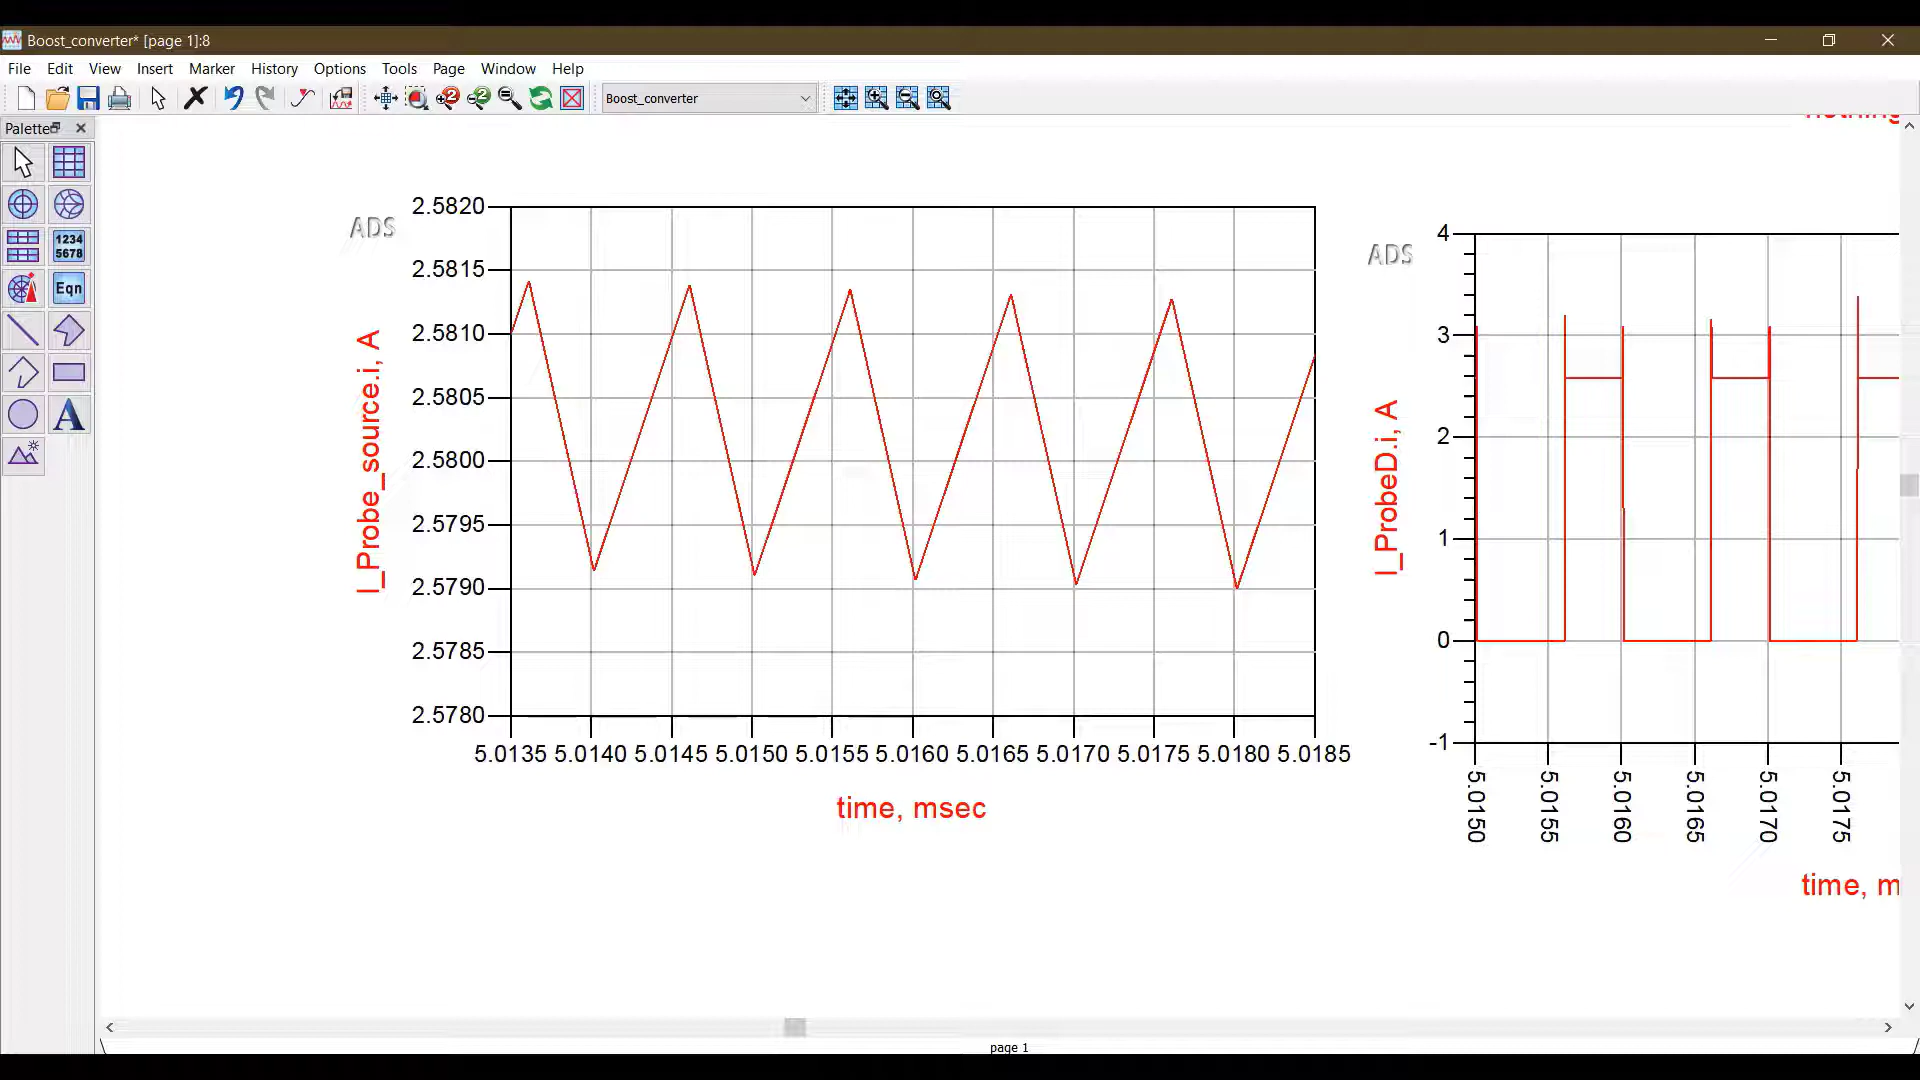 Boost_converter* [page 1]:8
File Edit View Insert Marker History Options Tools Page Window Help
Boost_converter
Palette
1234
5678
Eqn
A
nothing
ADS
2.5820
2.5815
2.5810
2.5805
2.5800
2.5795
2.5790
2.5785
2.5780
I_Probe_source.i, A
5.0135 5.0140 5.0145 5.0150 5.0155 5.0160 5.0165 5.0170 5.0175 5.0180 5.0185
time, msec
ADS
4
3
2
1
0
-1
I_ProbeD.i, A
5.0150 5.0155 5.0160 5.0165 5.0170 5.0175
time, m
page 1